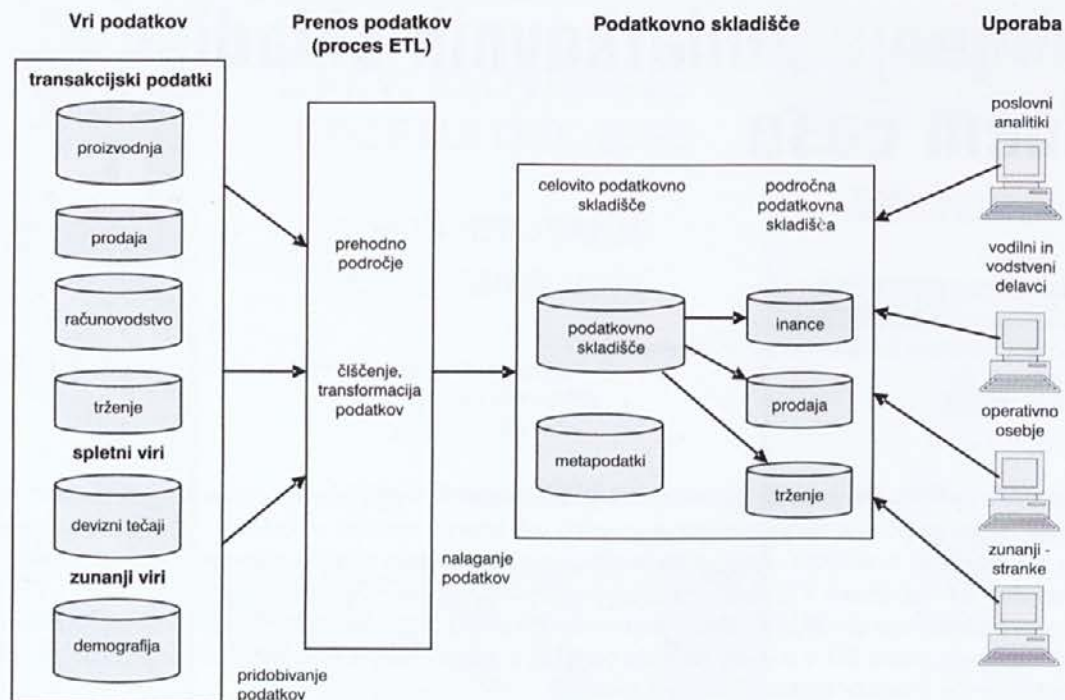 Vri podatkov
transakcijski podatki
proizvodnja
prodaja
računovodstvo
trženje
spletni viri
devizni tečaji
zunanji viri
demografija
pridobivanje
podatkov
Prenos podatkov
(proces ETL)
prehodno
področje
čIščenje,
transformacija
podatkov
nalaganje
podatkov
Podatkovno skladišče
celovito podatkovno
skladišče
področna
podatkovna
skladišča
podatkovno
skladišče
metapodatki
inance
prodaja
trženje
Uporaba
poslovni
analitiki
vodilni in
vodstveni
delavci
operativno
osebje
zunanji -
stranke